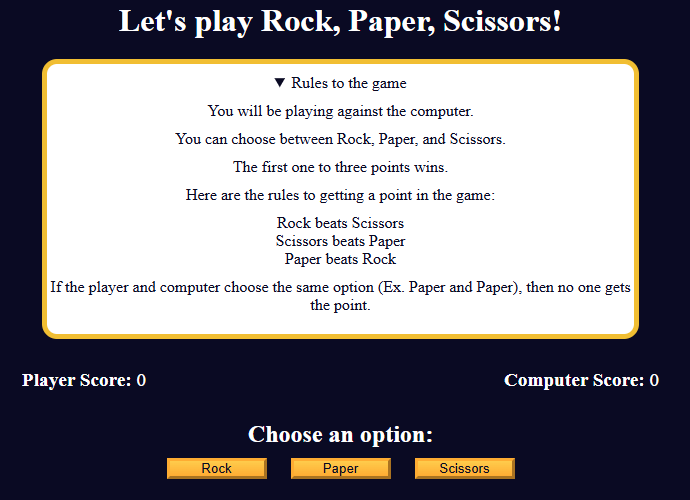 Let's play Rock, Paper, Scissors!
▼ Rules to the game
You will be playing against the computer.
You can choose between Rock, Paper, and Scissors.
The first one to three points wins.
Here are the rules to getting a point in the game:
Rock beats Scissors
Scissors beats Paper
Paper beats Rock
If the player and computer choose the same option (Ex. Paper and Paper), then no one gets
the point.
Player Score: 0 Computer Score: 0
Choose an option:
Rock Paper Scissors